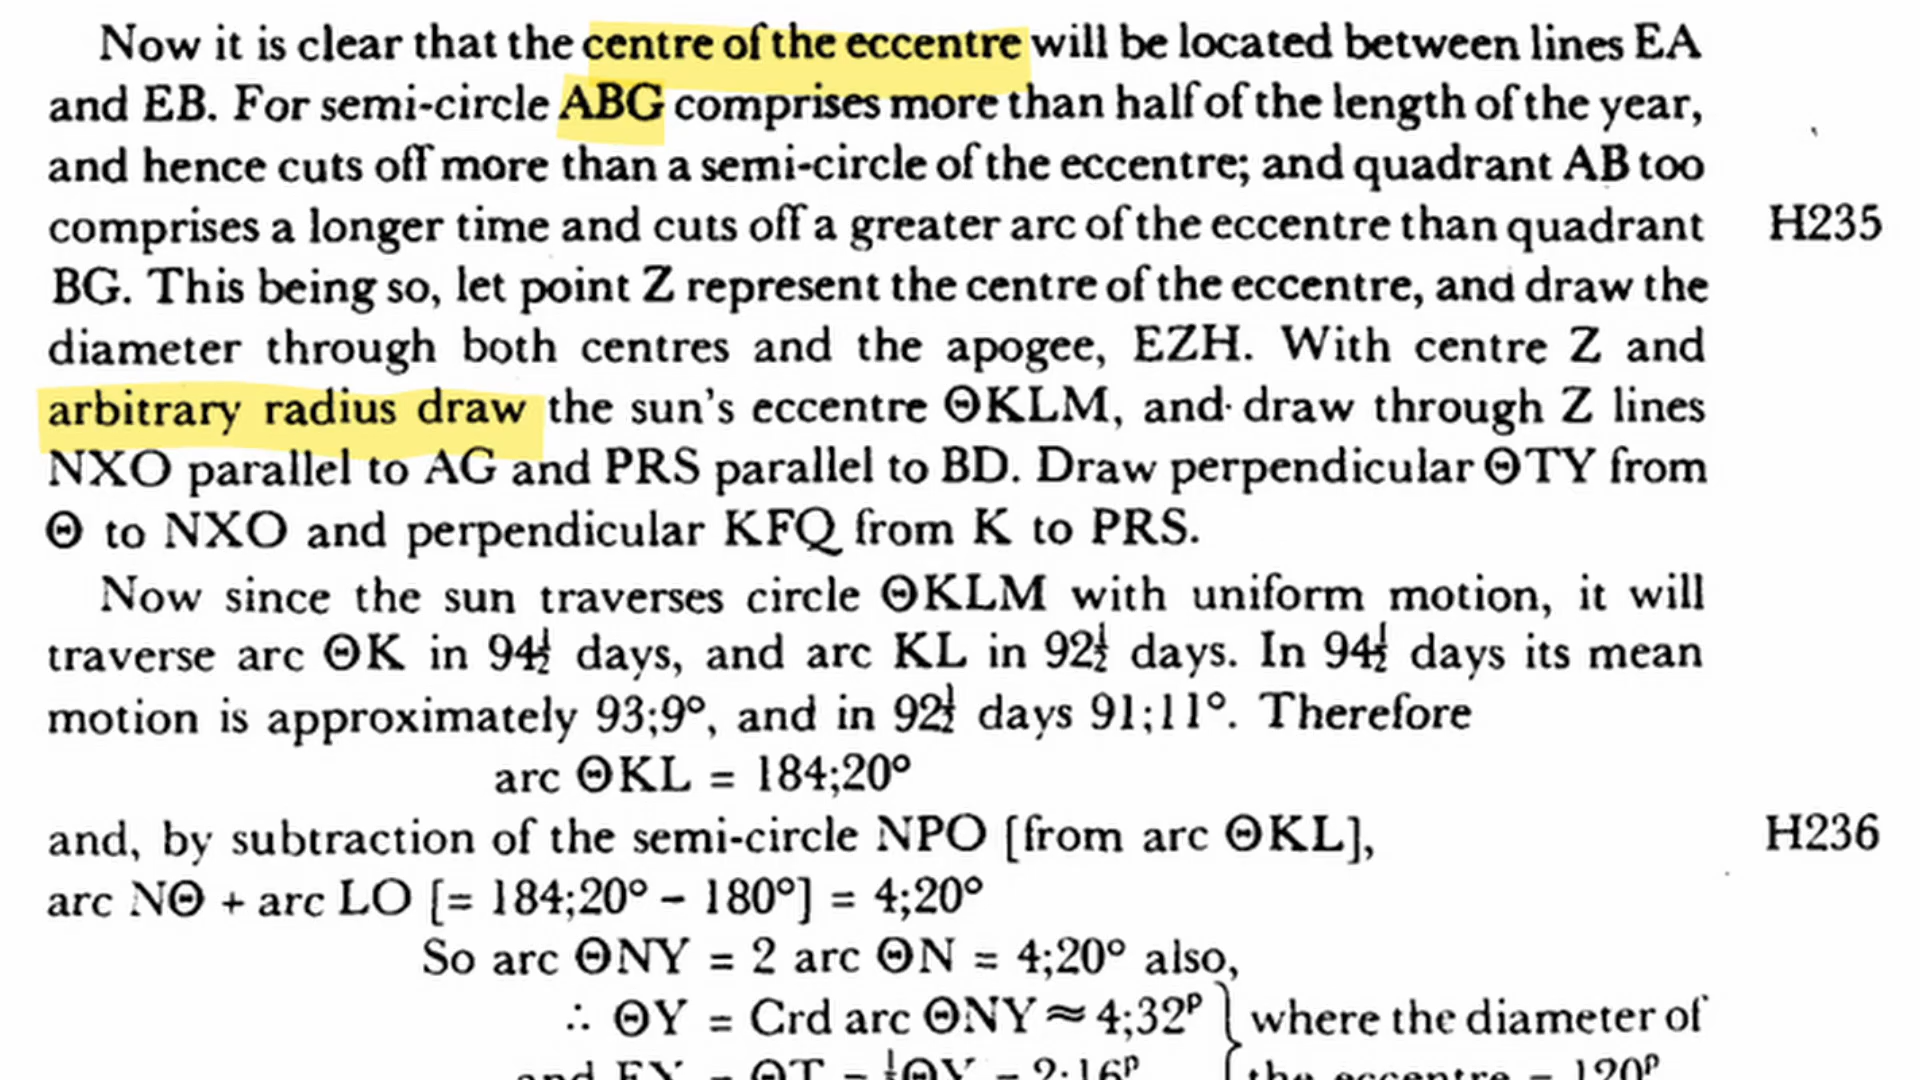 Now it is clear that the centre of the eccentre will be located between lines EA
and EB. For semi-circle ABG comprises more than half of the length of the year,
and hence cuts off more than a semi-circle of the eccentre; and quadrant AB too
comprises a longer time and cuts off a greater arc of the eccentre than quadrant H235
BG. This being so, let point Z represent the centre of the eccentre, and draw the
diameter through both centres and the apogee, EZH. With centre Z and
arbitrary radius draw the sun's eccentre ΘKLM, and draw through Z lines
NXO parallel to AG and PRS parallel to BD. Draw perpendicular ΘTY from
Θ to NXO and perpendicular KFQ from K to PRS.
Now since the sun traverses circle ΘKLM with uniform motion, it will
traverse arc ΘK in 94½ days, and arc KL in 92½ days. In 94½ days its mean
motion is approximately 93;9°, and in 92½ days 91;11°. Therefore
arc ΘKL = 184;20°
and, by subtraction of the semi-circle NPO [from arc ΘKL], H236
arc NΘ + arc LO [= 184;20° – 180°] = 4;20°
So arc ΘNY = 2 arc ΘN = 4;20° also,
∴ ΘY = Crd arc ΘNY ≈ 4;32ᵖ } where the diameter of
and EX = ΘT = ½ΘY = 2;16ᵖ { the eccentre = 120ᵖ